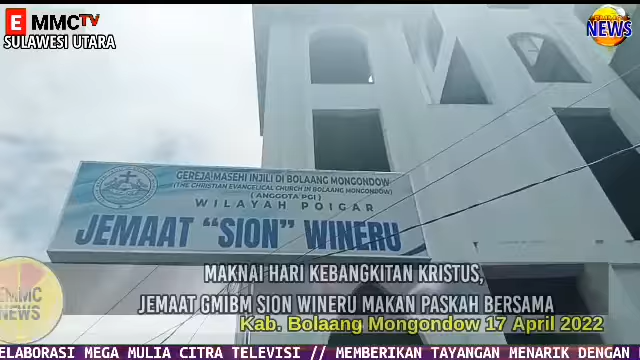 E MMCTV
SULAWESI UTARA
NEWS
GEREJA MASEHI INJILI DI BOLAANG MONGONDOW
(THE CHRISTIAN EVANGELICAL CHURCH IN BOLAANG MONGONDOW)
(ANGGOTA PGI)
WILAYAH POIGAR
JEMAAT “SION” WINERU
MAKNAI HARI KEBANGKITAN KRISTUS,
JEMAAT GMIBM SION WINERU MAKAN PASKAH BERSAMA
EMMC
NEWS
Kab. Bolaang Mongondow 17 April 2022
ELABORASI MEGA MULIA CITRA TELEVISI // MEMBERIKAN TAYANGAN MENARIK DENGAN